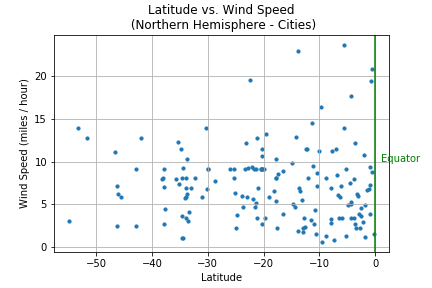 Latitude vs. Wind Speed
(Northern Hemisphere - Cities)
Wind Speed (miles / hour)
20
15
10
5
0
Equator
−50
−40
−30
−20
−10
0
Latitude